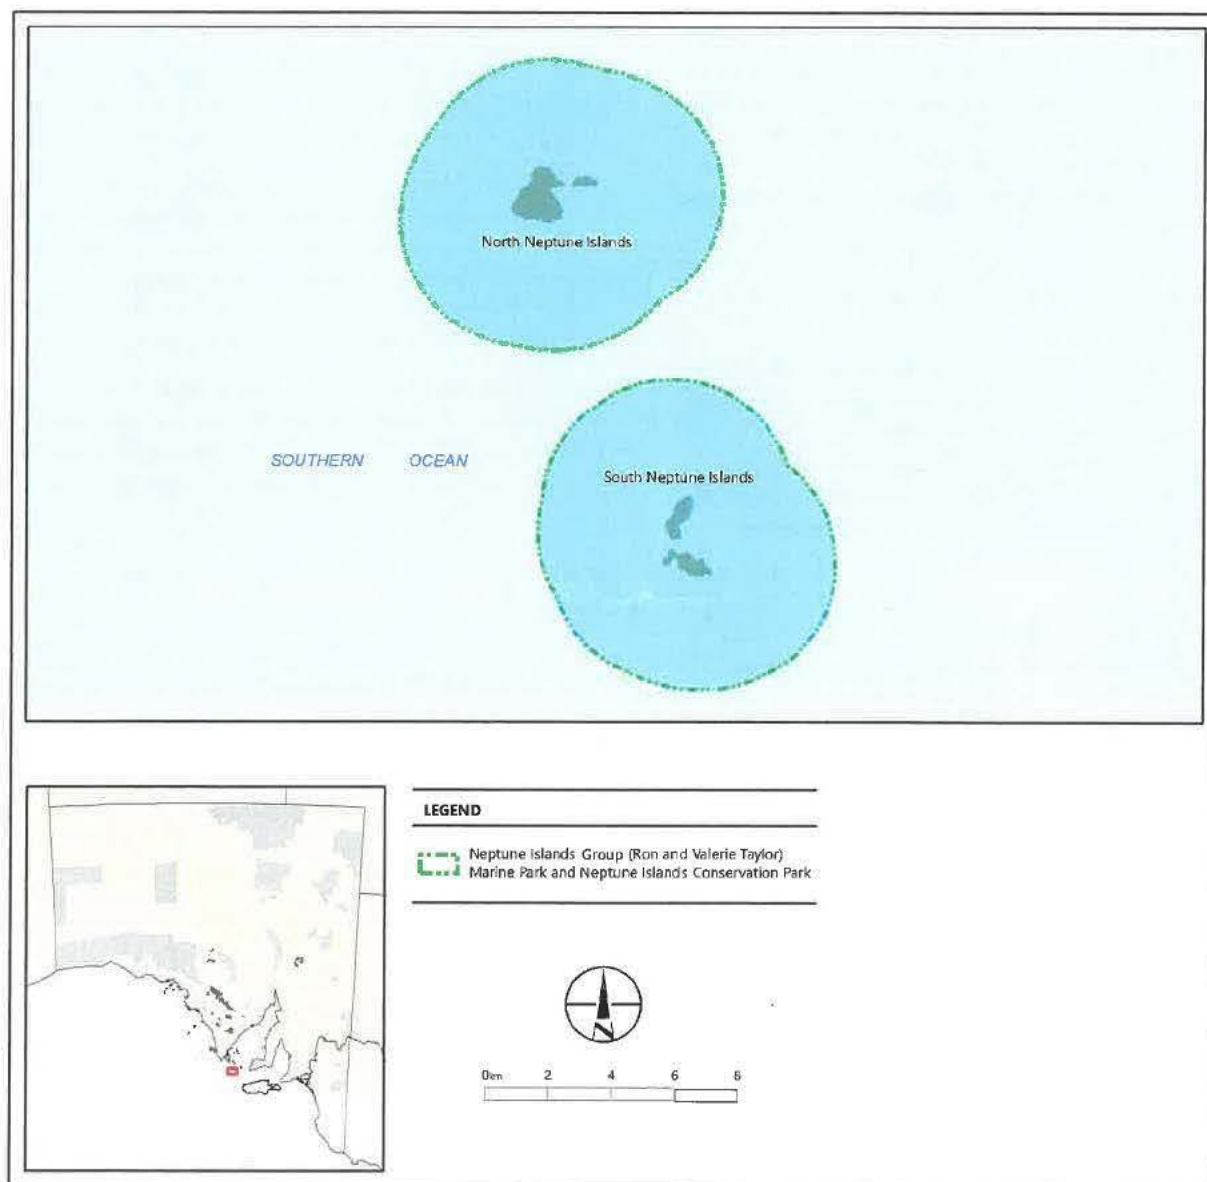 North Neptune Islands
SOUTHERN OCEAN
South Neptune Islands
LEGEND
Neptune Islands Group (Ron and Valerie Taylor)
Marine Park and Neptune Islands Conservation Park
N
0km 2 4 6 8